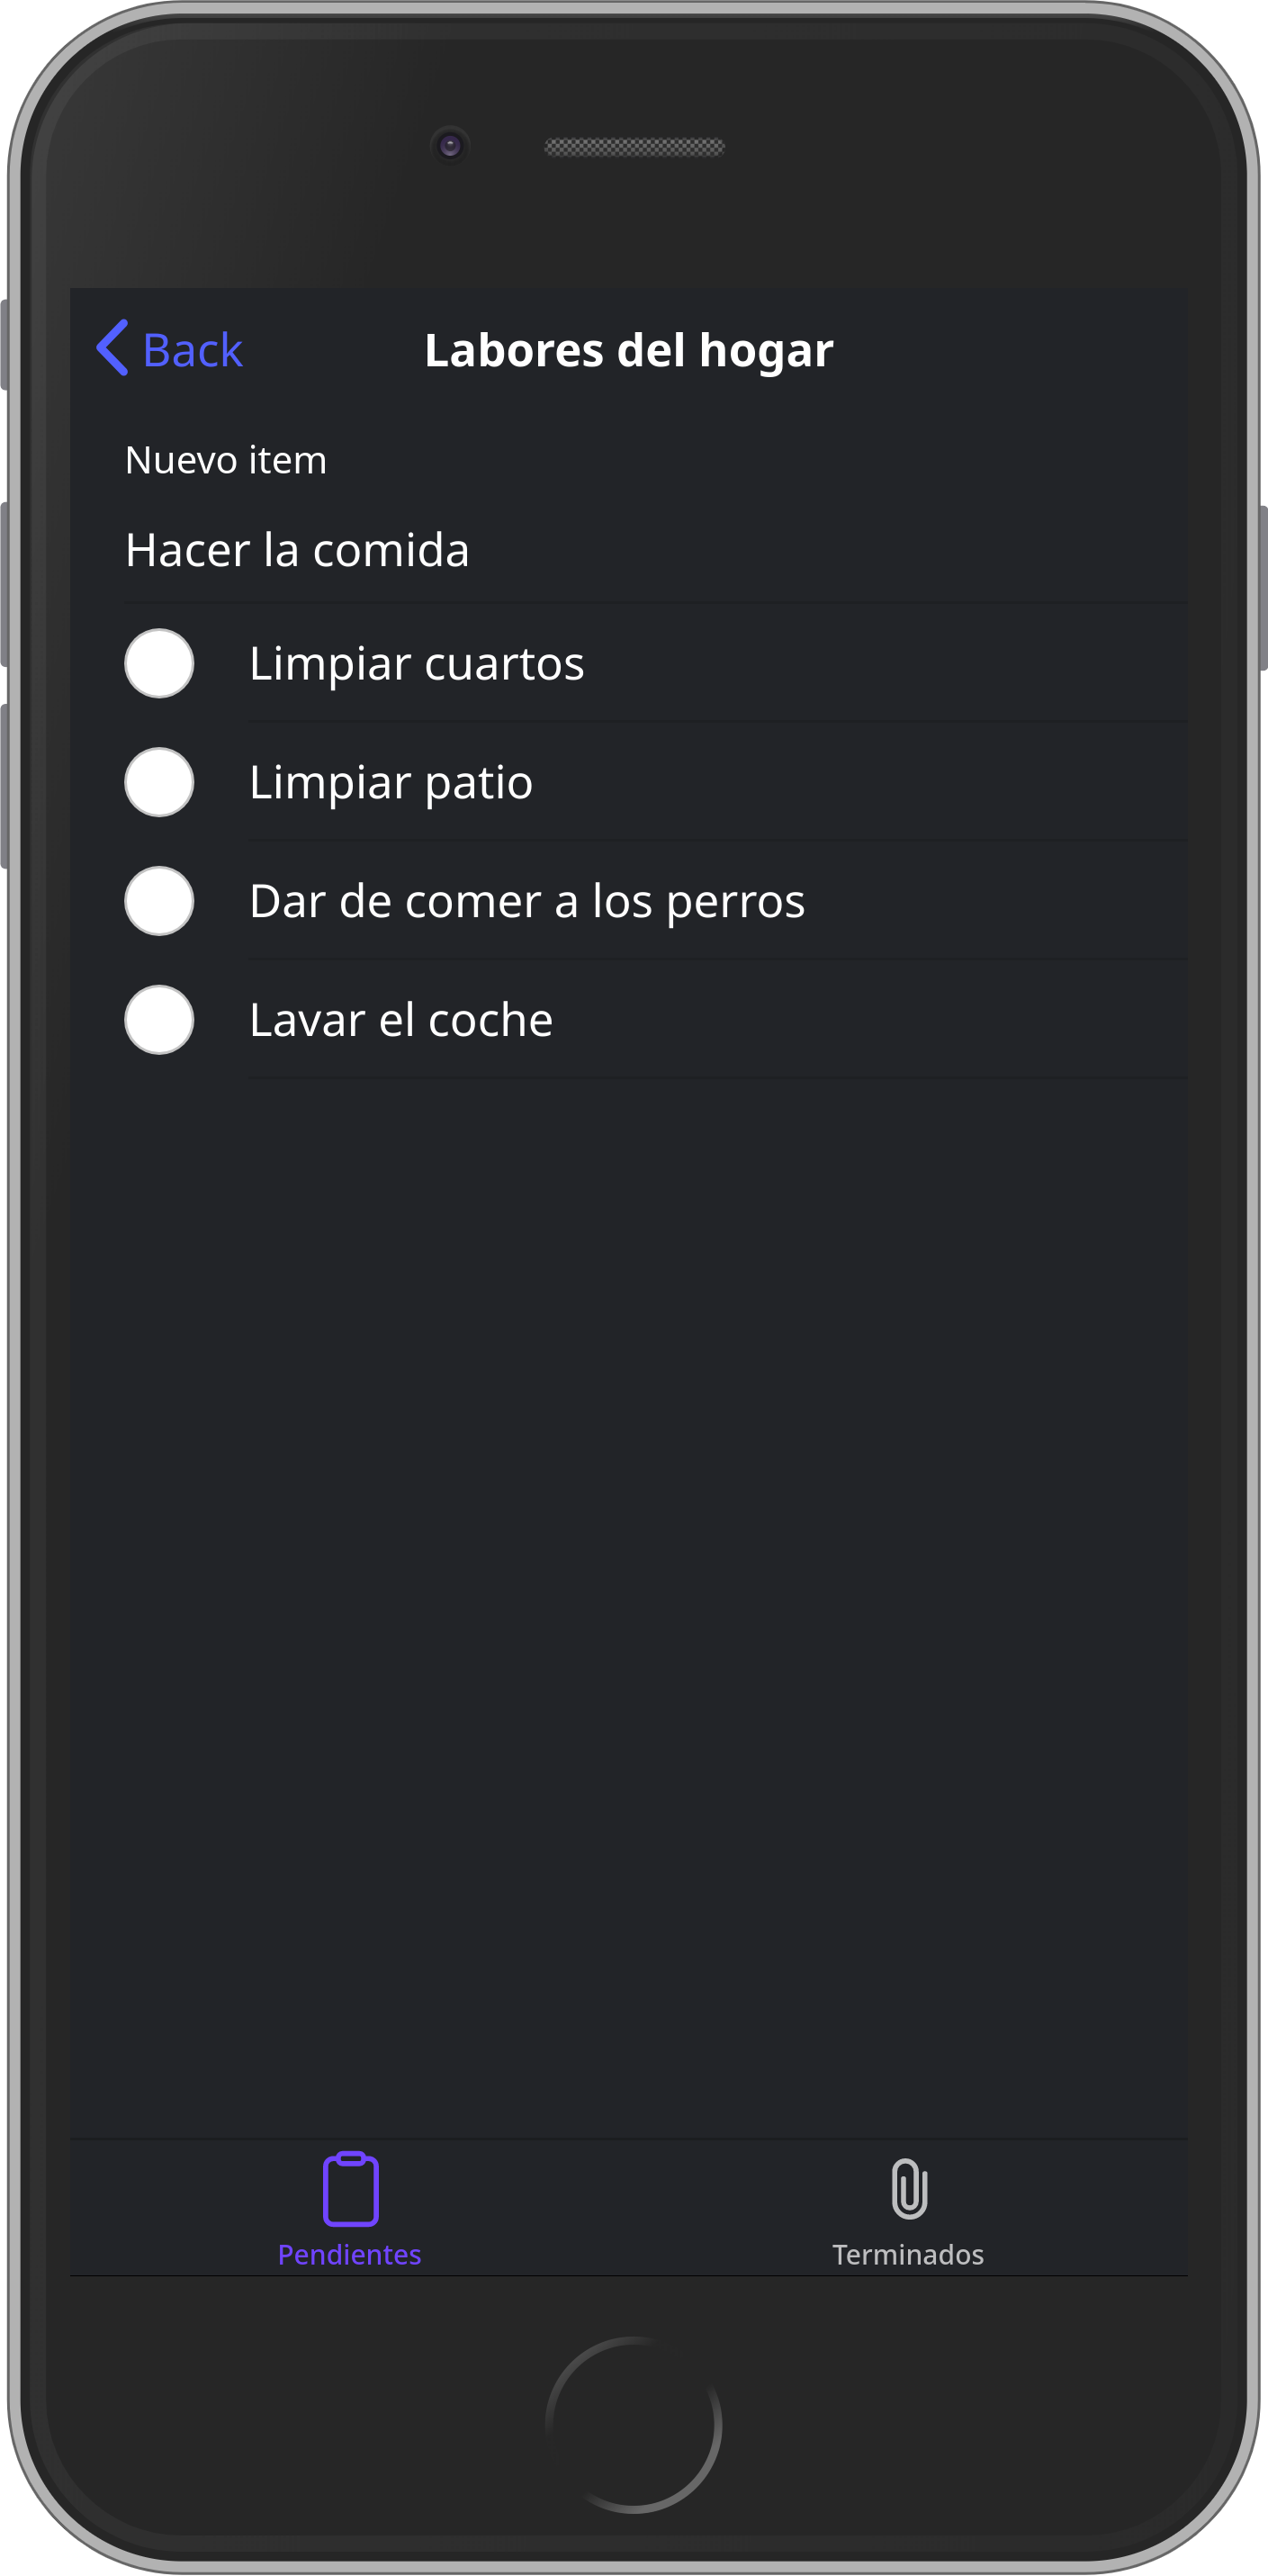 Back
Labores del hogar
Nuevo item
Hacer la comida
Limpiar cuartos
Limpiar patio
Dar de comer a los perros
Lavar el coche
Pendientes
Terminados